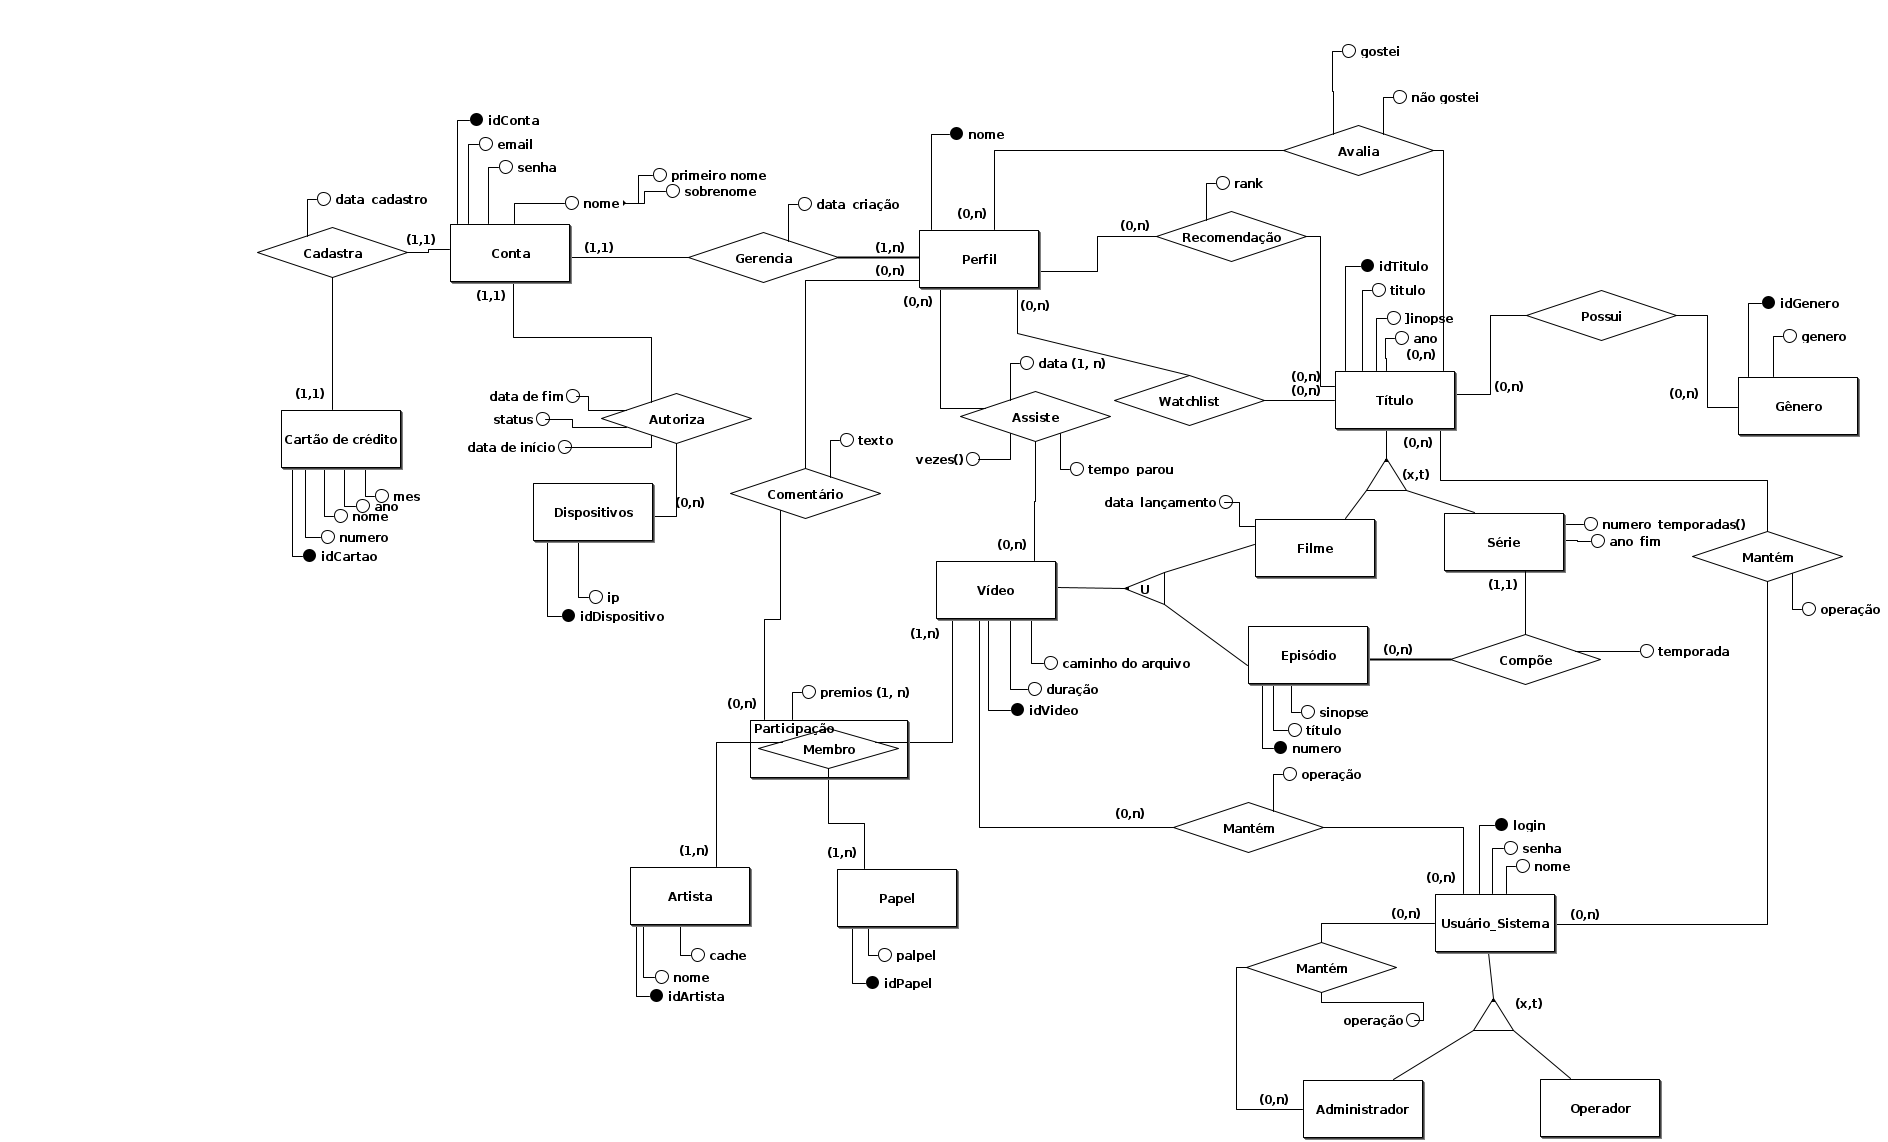 gostei
não gostei
idConta
nome
email
Avalia
senha
primeiro nome
rank
sobrenome
data cadastro
nome
data criação
(0,n)
(0,n)
Recomendação
(1,1)
(1,1)
(1,n)
Cadastra
Conta
Gerencia
Perfil
(0,n)
idTitulo
titulo
(1,1)
(0,n)
(0,n)
idGenero
]inopse
Possui
ano
genero
(0,n)
data (1, n)
(0,n)
(0,n)
(0,n)
(0,n)
(1,1)
data de fim
Watchlist
Título
Gênero
status
Autoriza
Assiste
Cartão de crédito
data de início
texto
(0,n)
vezes()
tempo parou
(x,t)
mes
Comentário
ano
nome
(0,n)
data lançamento
Dispositivos
numero temporadas()
numero
(0,n)
Filme
Série
ano fim
idCartao
Mantém
(1,1)
Vídeo
U
ip
operação
idDispositivo
(1,n)
(0,n)
temporada
Episódio
Compõe
caminho do arquivo
premios (1, n)
duração
(0,n)
idVideo
sinopse
Participação
título
Membro
numero
operação
(0,n)
Mantém
login
(1,n)
(1,n)
senha
nome
(0,n)
Artista
Papel
(0,n)
(0,n)
Usuário_Sistema
cache
palpel
nome
Mantém
idPapel
idArtista
(x,t)
operação
(0,n)
Administrador
Operador